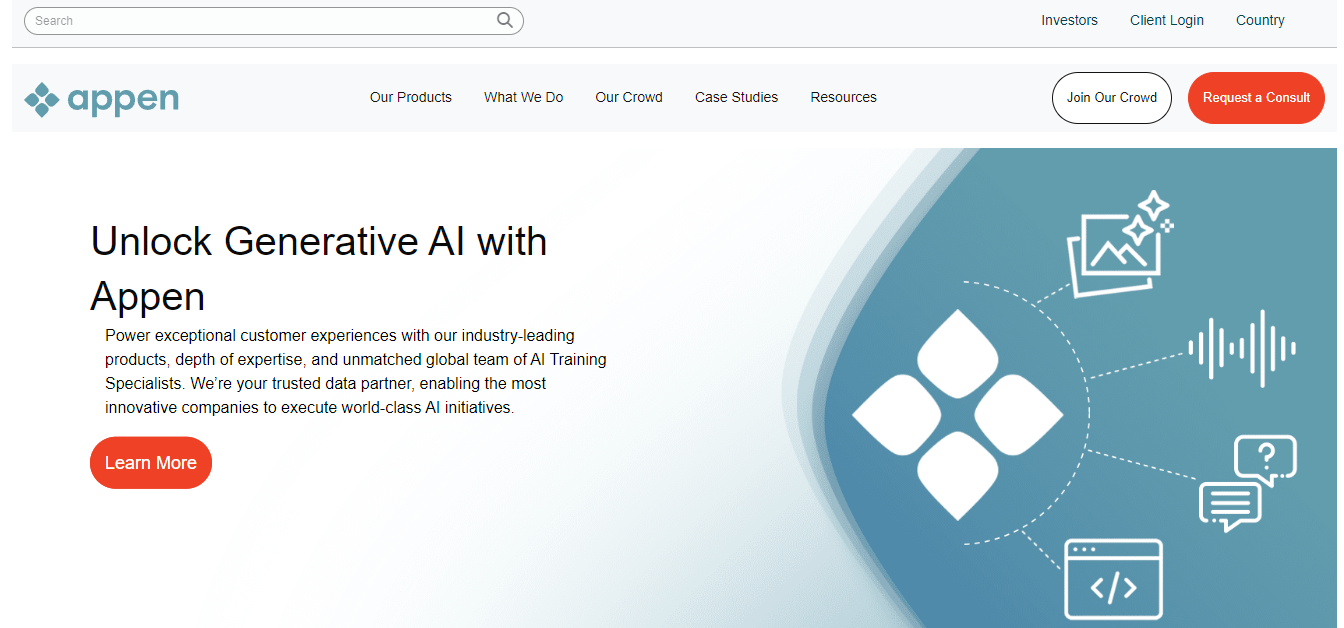 Search
Investors Client Login Country
appen
Our Products What We Do Our Crowd Case Studies Resources
Join Our Crowd
Request a Consult
Unlock Generative AI with
Appen
Power exceptional customer experiences with our industry-leading
products, depth of expertise, and unmatched global team of AI Training
Specialists. We’re your trusted data partner, enabling the most
innovative companies to execute world-class AI initiatives.
Learn More
?
</>